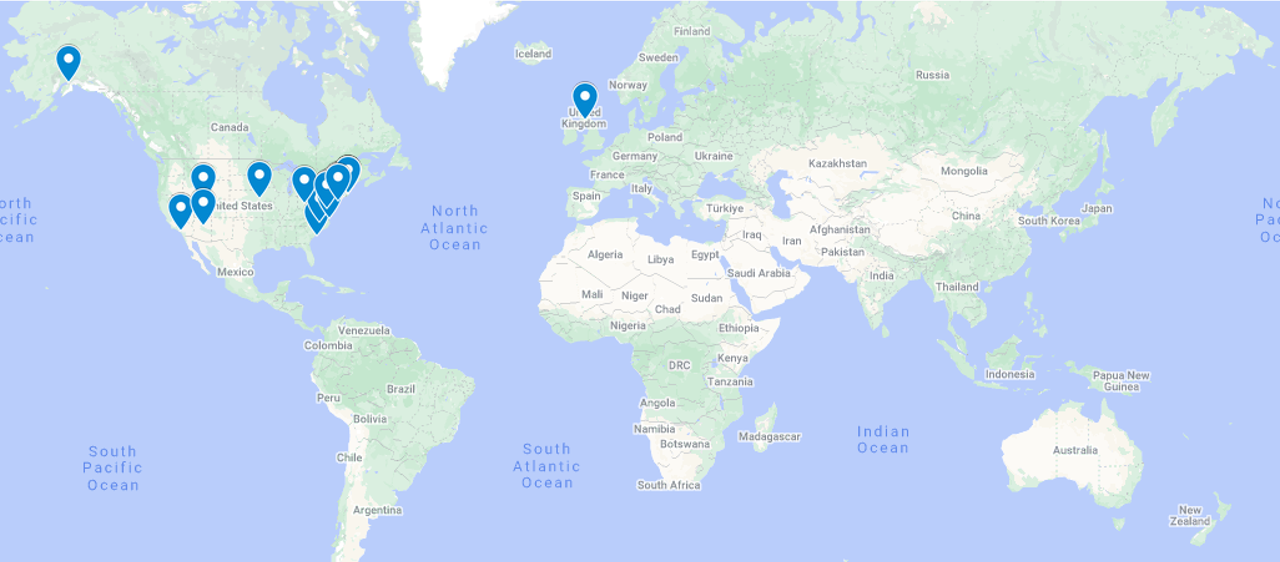 Iceland
Finland
Sweden
Norway
Russia
United
Kingdom
Canada
Poland
Germany
Ukraine
France
Kazakhstan
Mongolia
Italy
Spain
United States
North
Atlantic
Ocean
Türkiye
China
South Korea
Japan
Iraq
Iran
Afghanistan
Pakistan
Algeria
Libya
Egypt
Saudi Arabia
India
Mexico
Thailand
Mali
Niger
Chad
Sudan
Venezuela
Colombia
Nigeria
Ethiopia
DRC
Kenya
Tanzania
Indonesia
Papua New
Guinea
Brazil
Peru
Angola
Bolivia
Namibia
Botswana
Madagascar
Indian
Ocean
South
Pacific
Ocean
Chile
South
Atlantic
Ocean
Australia
South Africa
Argentina
New
Zealand
orth
cific
cean
No
Pac
Oc